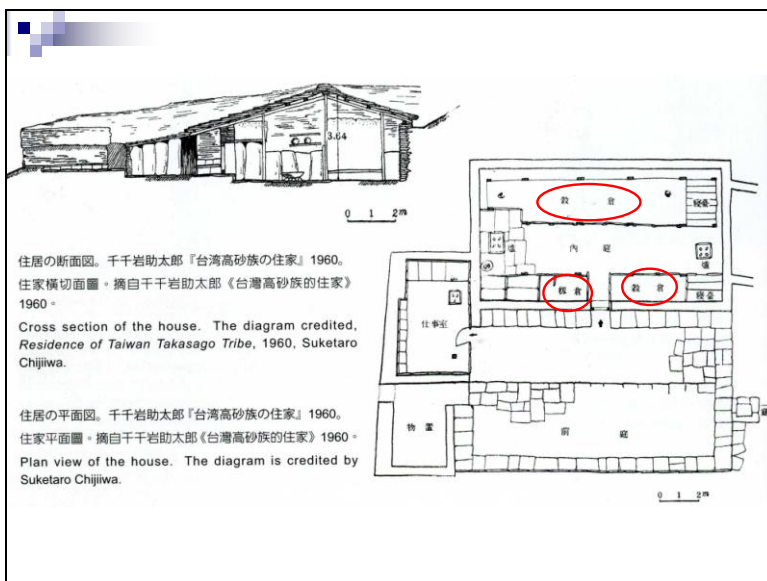 3.64
0 1 2m
住居の断面図。千千岩助太郎『台湾高砂族の住家』1960。
住家橫切面圖。摘自千千岩助太郎《台灣高砂族的住家》
1960。
Cross section of the house. The diagram credited,
Residence of Taiwan Takasago Tribe, 1960, Suketaro
Chijiiwa.
住居の平面図。千千岩助太郎『台湾高砂族の住家』1960。
住家平面圖。摘自千千岩助太郎《台灣高砂族的住家》1960。
Plan view of the house. The diagram is credited by
Suketaro Chijiiwa.
穀倉
寝臺
內庭
爐
爐
穀倉
寝臺
仕事室
物置
前庭
0 1 2m